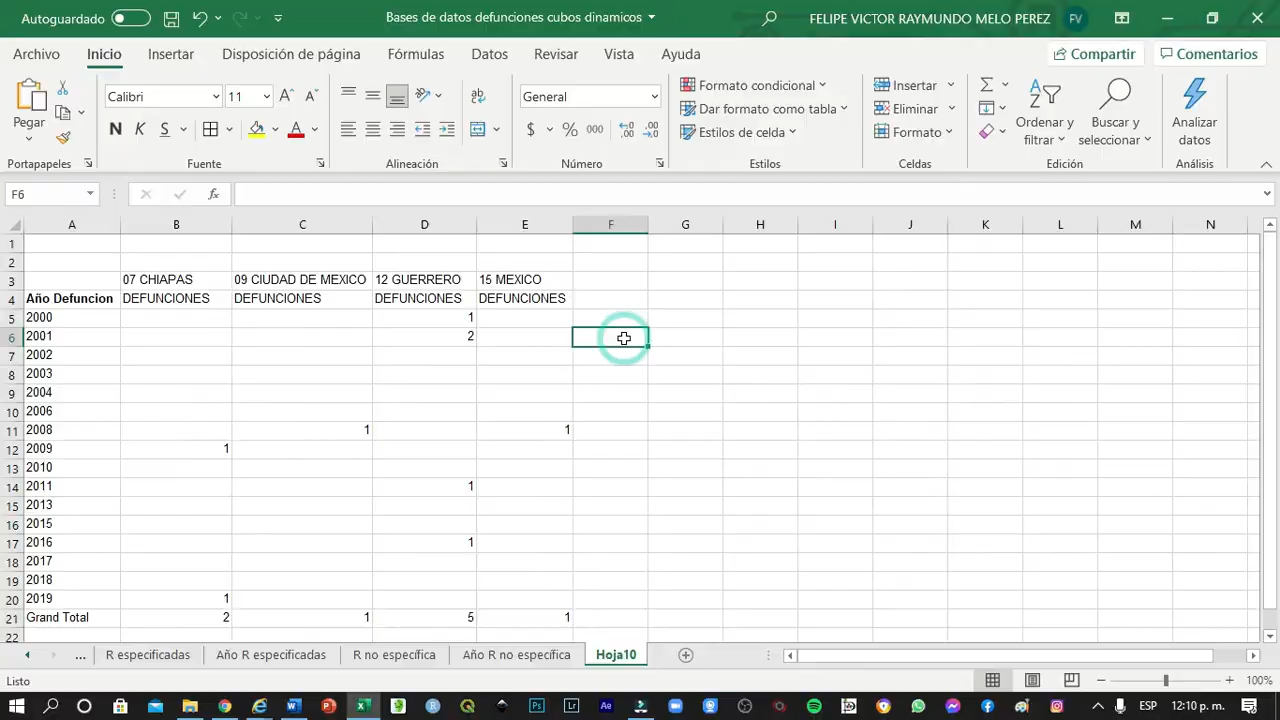 Autoguardado Bases de datos defunciones cubos dinamicos FELIPE VICTOR RAYMUNDO MELO PEREZ FV
Archivo Inicio Insertar Disposición de página Fórmulas Datos Revisar Vista Ayuda Compartir Comentarios
Pegar
Portapapeles
Calibri 11
N K S
Fuente
Alineación
General
$ % 000
Número
Formato condicional
Dar formato como tabla
Estilos de celda
Estilos
Insertar
Eliminar
Formato
Celdas
Ordenar y filtrar
Buscar y seleccionar
Edición
Analizar datos
Análisis
F6 fx
A B C D E F G H I J K L M N
1
2
3 07 CHIAPAS 09 CIUDAD DE MEXICO 12 GUERRERO 15 MEXICO
4 Año Defuncion DEFUNCIONES DEFUNCIONES DEFUNCIONES DEFUNCIONES
5 2000 1
6 2001 2
7 2002
8 2003
9 2004
10 2006
11 2008 1 1
12 2009 1
13 2010
14 2011 1
15 2013
16 2015
17 2016 1
18 2017
19 2018
20 2019 1
21 Grand Total 2 1 5 1
22
... R especificadas Año R especificadas R no específica Año R no específica Hoja10
Listo 100%
ESP 12:10 p. m.